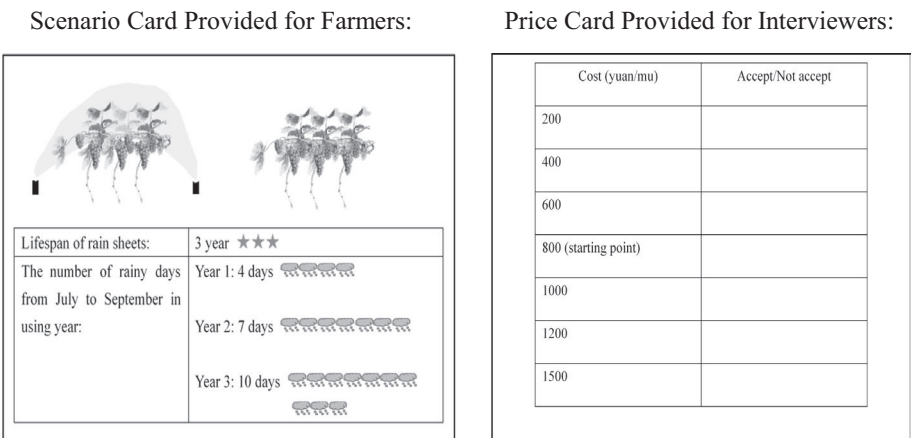 Scenario Card Provided for Farmers:
Price Card Provided for Interviewers:
Lifespan of rain sheets:
3 year ★★★
The number of rainy days
from July to September in
using year:
Year 1: 4 days
Year 2: 7 days
Year 3: 10 days
Cost (yuan/mu)
Accept/Not accept
200
400
600
800 (starting point)
1000
1200
1500